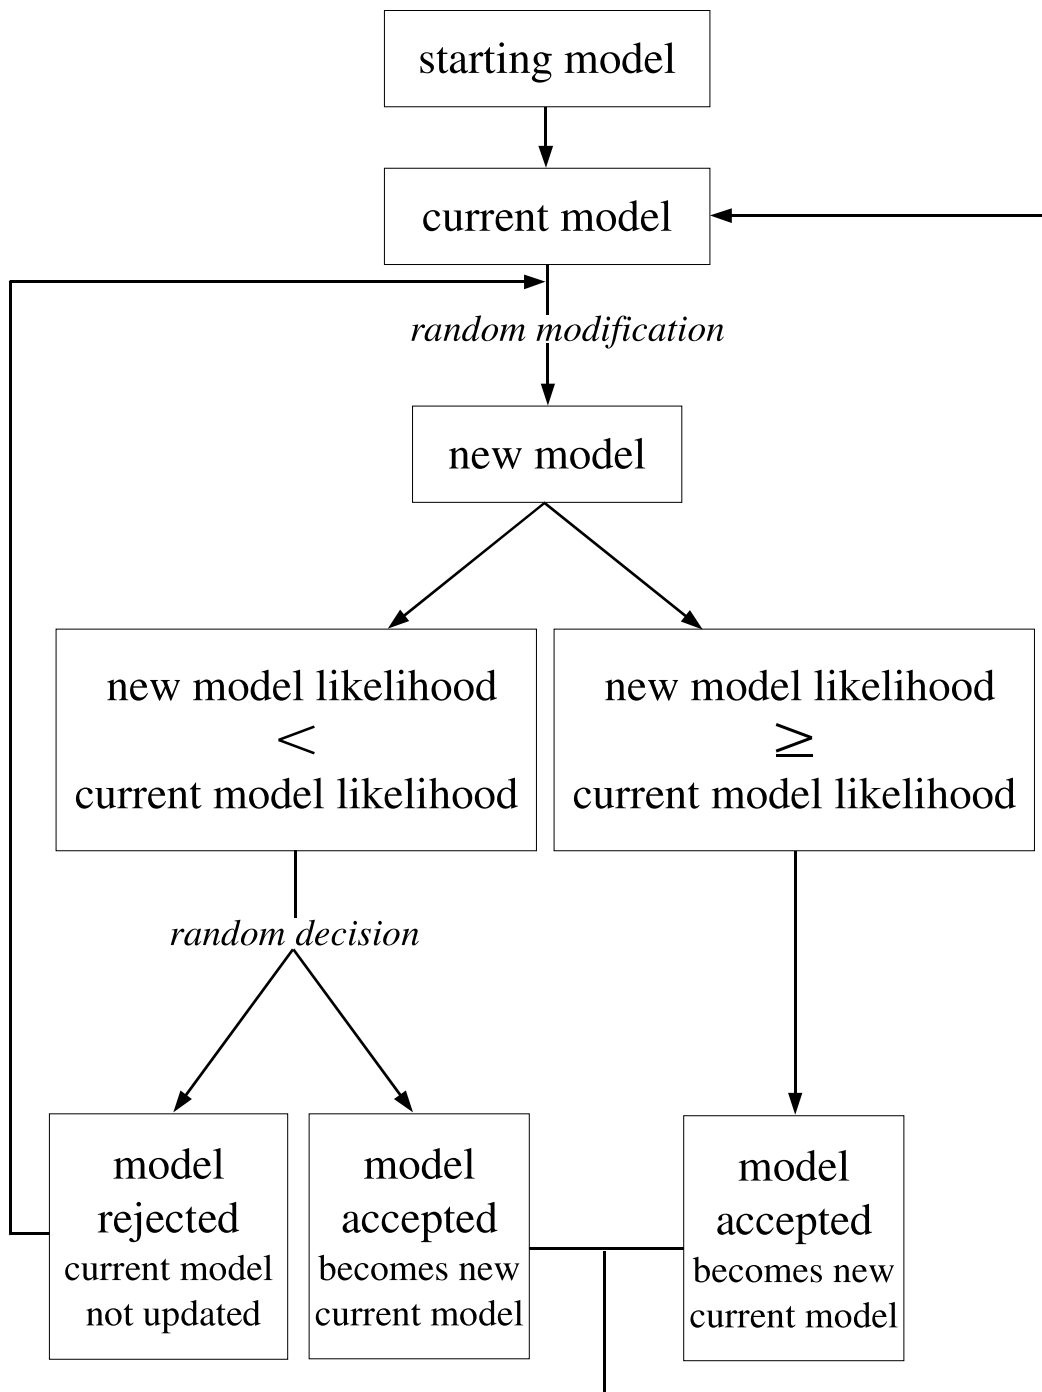 starting model
current model
random modification
new model
new model likelihood
<
current model likelihood
new model likelihood
≥
current model likelihood
random decision
model
rejected
current model
not updated
model
accepted
becomes new
current model
model
accepted
becomes new
current model